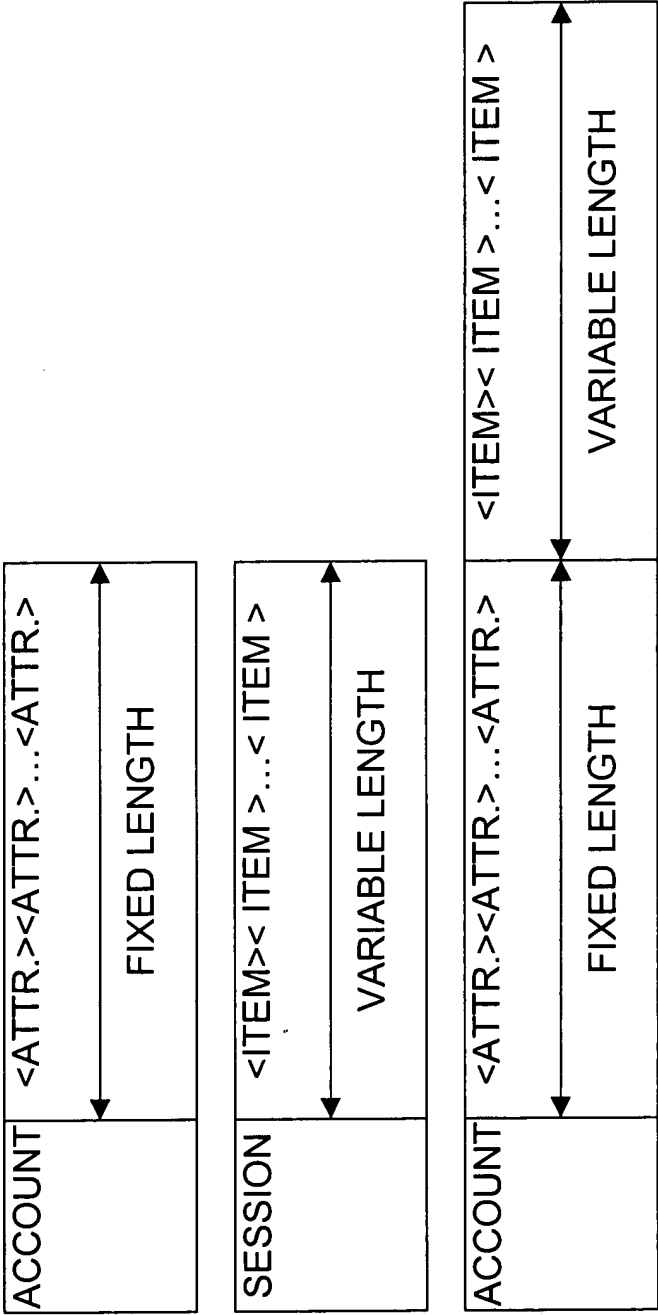 ACCOUNT
<ATTR.><ATTR.>...<ATTR.>
FIXED LENGTH
SESSION
<ITEM>< ITEM >...< ITEM >
VARIABLE LENGTH
ACCOUNT
<ATTR.><ATTR.>...<ATTR.>
FIXED LENGTH
<ITEM>< ITEM >...< ITEM >
VARIABLE LENGTH